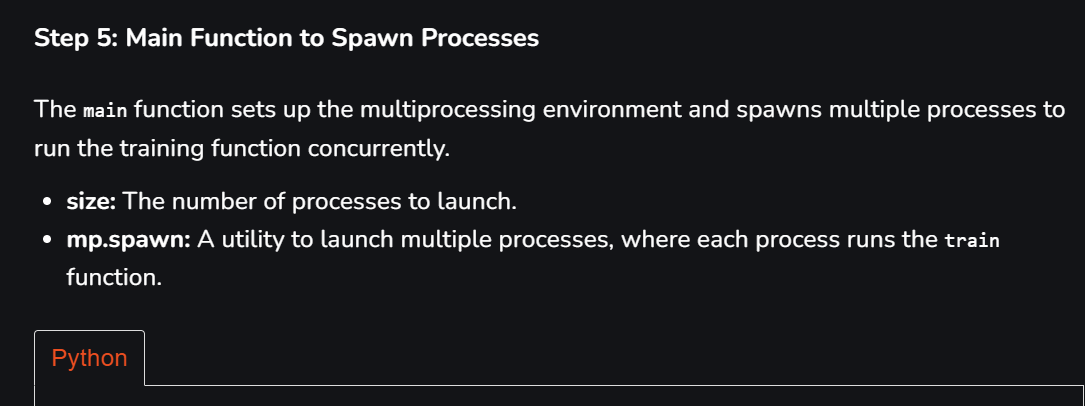 Step 5: Main Function to Spawn Processes
The main function sets up the multiprocessing environment and spawns multiple processes to
run the training function concurrently.
• size: The number of processes to launch.
• mp.spawn: A utility to launch multiple processes, where each process runs the train
function.
Python